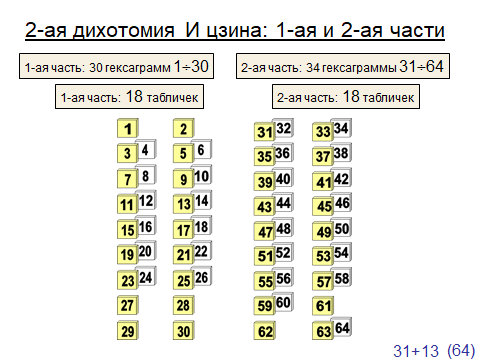 2-ая дихотомия И цзина: 1-ая и 2-ая части
1-ая часть: 30 гексаграмм 1÷30
2-ая часть: 34 гексаграммы 31÷64
1-ая часть: 18 табличек
2-ая часть: 18 табличек
1 2 31 32 33 34
3 4 5 6 35 36 37 38
7 8 9 10 39 40 41 42
11 12 13 14 43 44 45 46
15 16 17 18 47 48 49 50
19 20 21 22 51 52 53 54
23 24 25 26 55 56 57 58
27 28 59 60 61
29 30 62 63 64
31+13 (64)